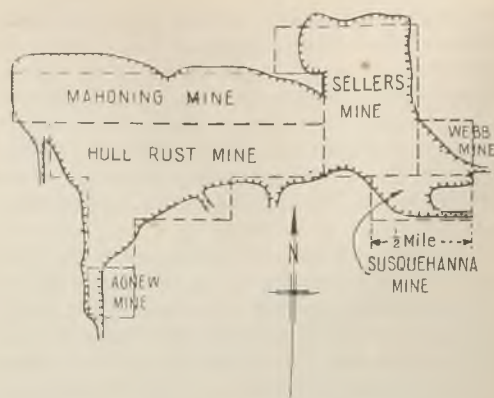 MAHONING MINE
SELLERS
MINE
HULL RUST MINE
WEBB
MINE
N
1/2 Mile
SUSQUEHANNA
MINE
AGNEW
MINE